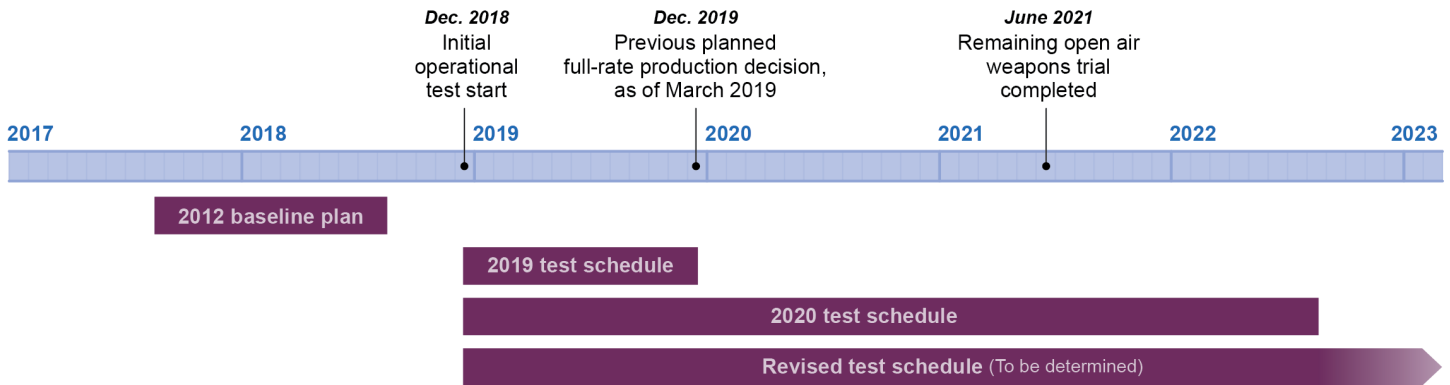 Dec. 2018
Initial
operational
test start
Dec. 2019
Previous planned
full-rate production decision,
as of March 2019
June 2021
Remaining open air
weapons trial
completed
2017 2018 2019 2020 2021 2022 2023
2012 baseline plan
2019 test schedule
2020 test schedule
Revised test schedule (To be determined)